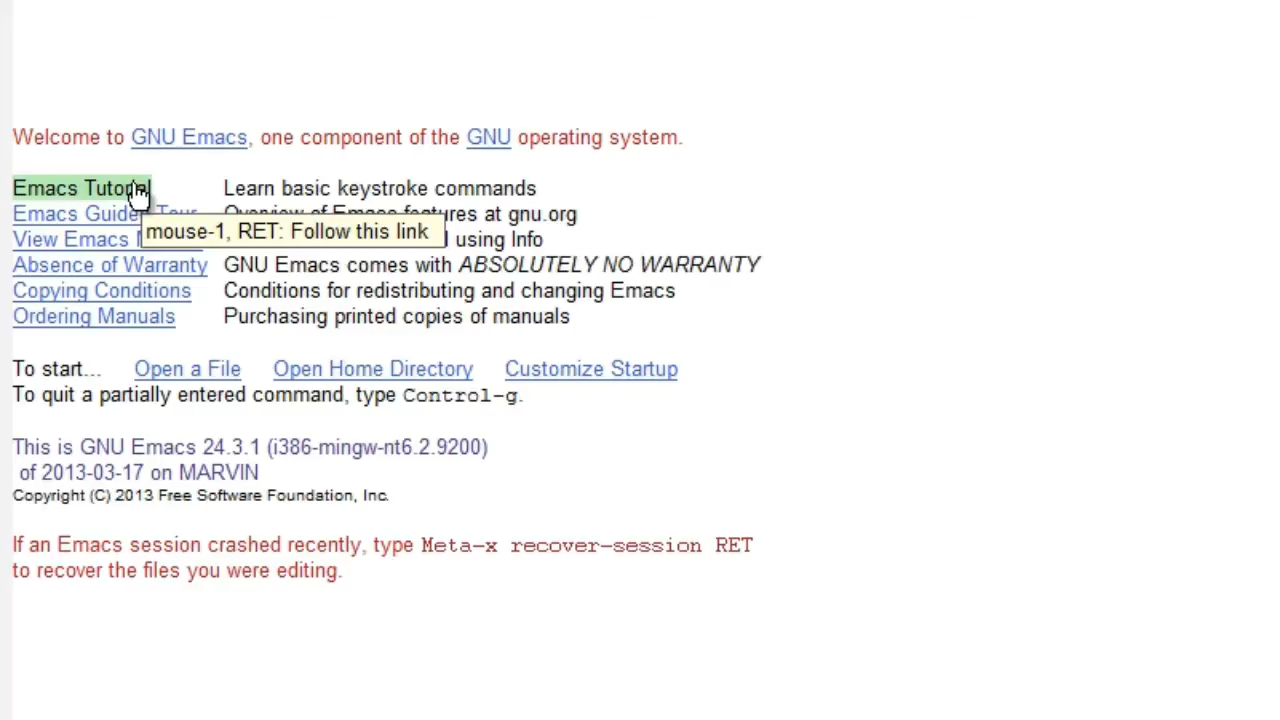 Welcome to GNU Emacs, one component of the GNU operating system.
Emacs Tutorial Learn basic keystroke commands
Emacs Guided Tour Overview of Emacs features at gnu.org
View Emacs using Info
mouse-1, RET: Follow this link
Absence of Warranty GNU Emacs comes with ABSOLUTELY NO WARRANTY
Copying Conditions Conditions for redistributing and changing Emacs
Ordering Manuals Purchasing printed copies of manuals
To start... Open a File Open Home Directory Customize Startup
To quit a partially entered command, type Control-g.
This is GNU Emacs 24.3.1 (i386-mingw-nt6.2.9200)
of 2013-03-17 on MARVIN
Copyright (C) 2013 Free Software Foundation, Inc.
If an Emacs session crashed recently, type Meta-x recover-session RET
to recover the files you were editing.